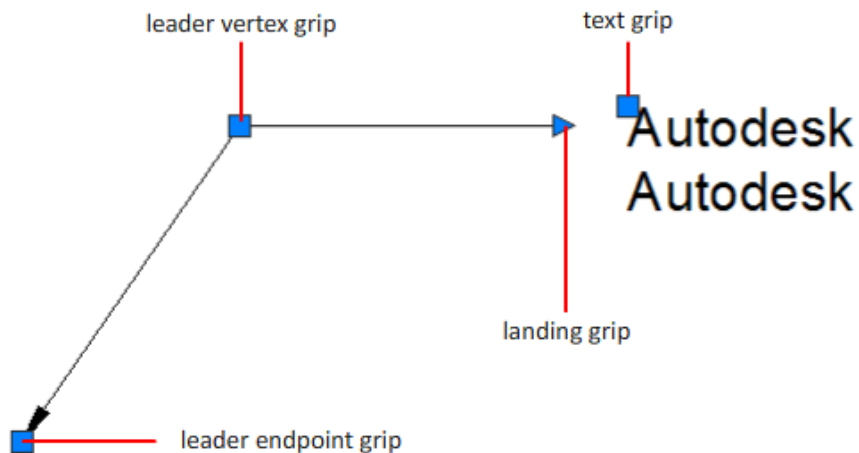 leader vertex grip
text grip
Autodesk
Autodesk
landing grip
leader endpoint grip